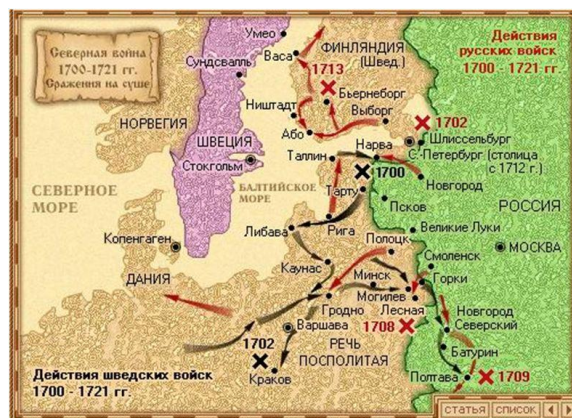 Северная война
1700-1721 гг.
Сражения на суше
Действия
русских войск
1700 - 1721 гг.
Умео
Васа
ФИНЛЯНДИЯ
(Швед.)
Сундсвалль
1713
Бьернеборг
Ништадт
Выборг
1702
НОРВЕГИЯ
Або
Шлиссельбург
ШВЕЦИЯ
Нарва
С. Петербург (столица
с 1712 г.)
Таллин
Стокгольм
1700
БАЛТИЙСКОЕ
МОРЕ
Новгород
СЕВЕРНОЕ
МОРЕ
Тарту
Псков
РОССИЯ
Рига
Либава
Великие Луки
Копенгаген
Полоцк
МОСКВА
Каунас
Смоленск
ДАНИЯ
Минск
Горки
Могилев
Гродно
Лесная
Новгород
Северский
Варшава
1708
1702
РЕЧЬ
ПОСПОЛИТАЯ
Батурин
Краков
Полтава
1709
Действия шведских войск
1700 - 1721 гг.
СТАТЬЯ
СПИСОК